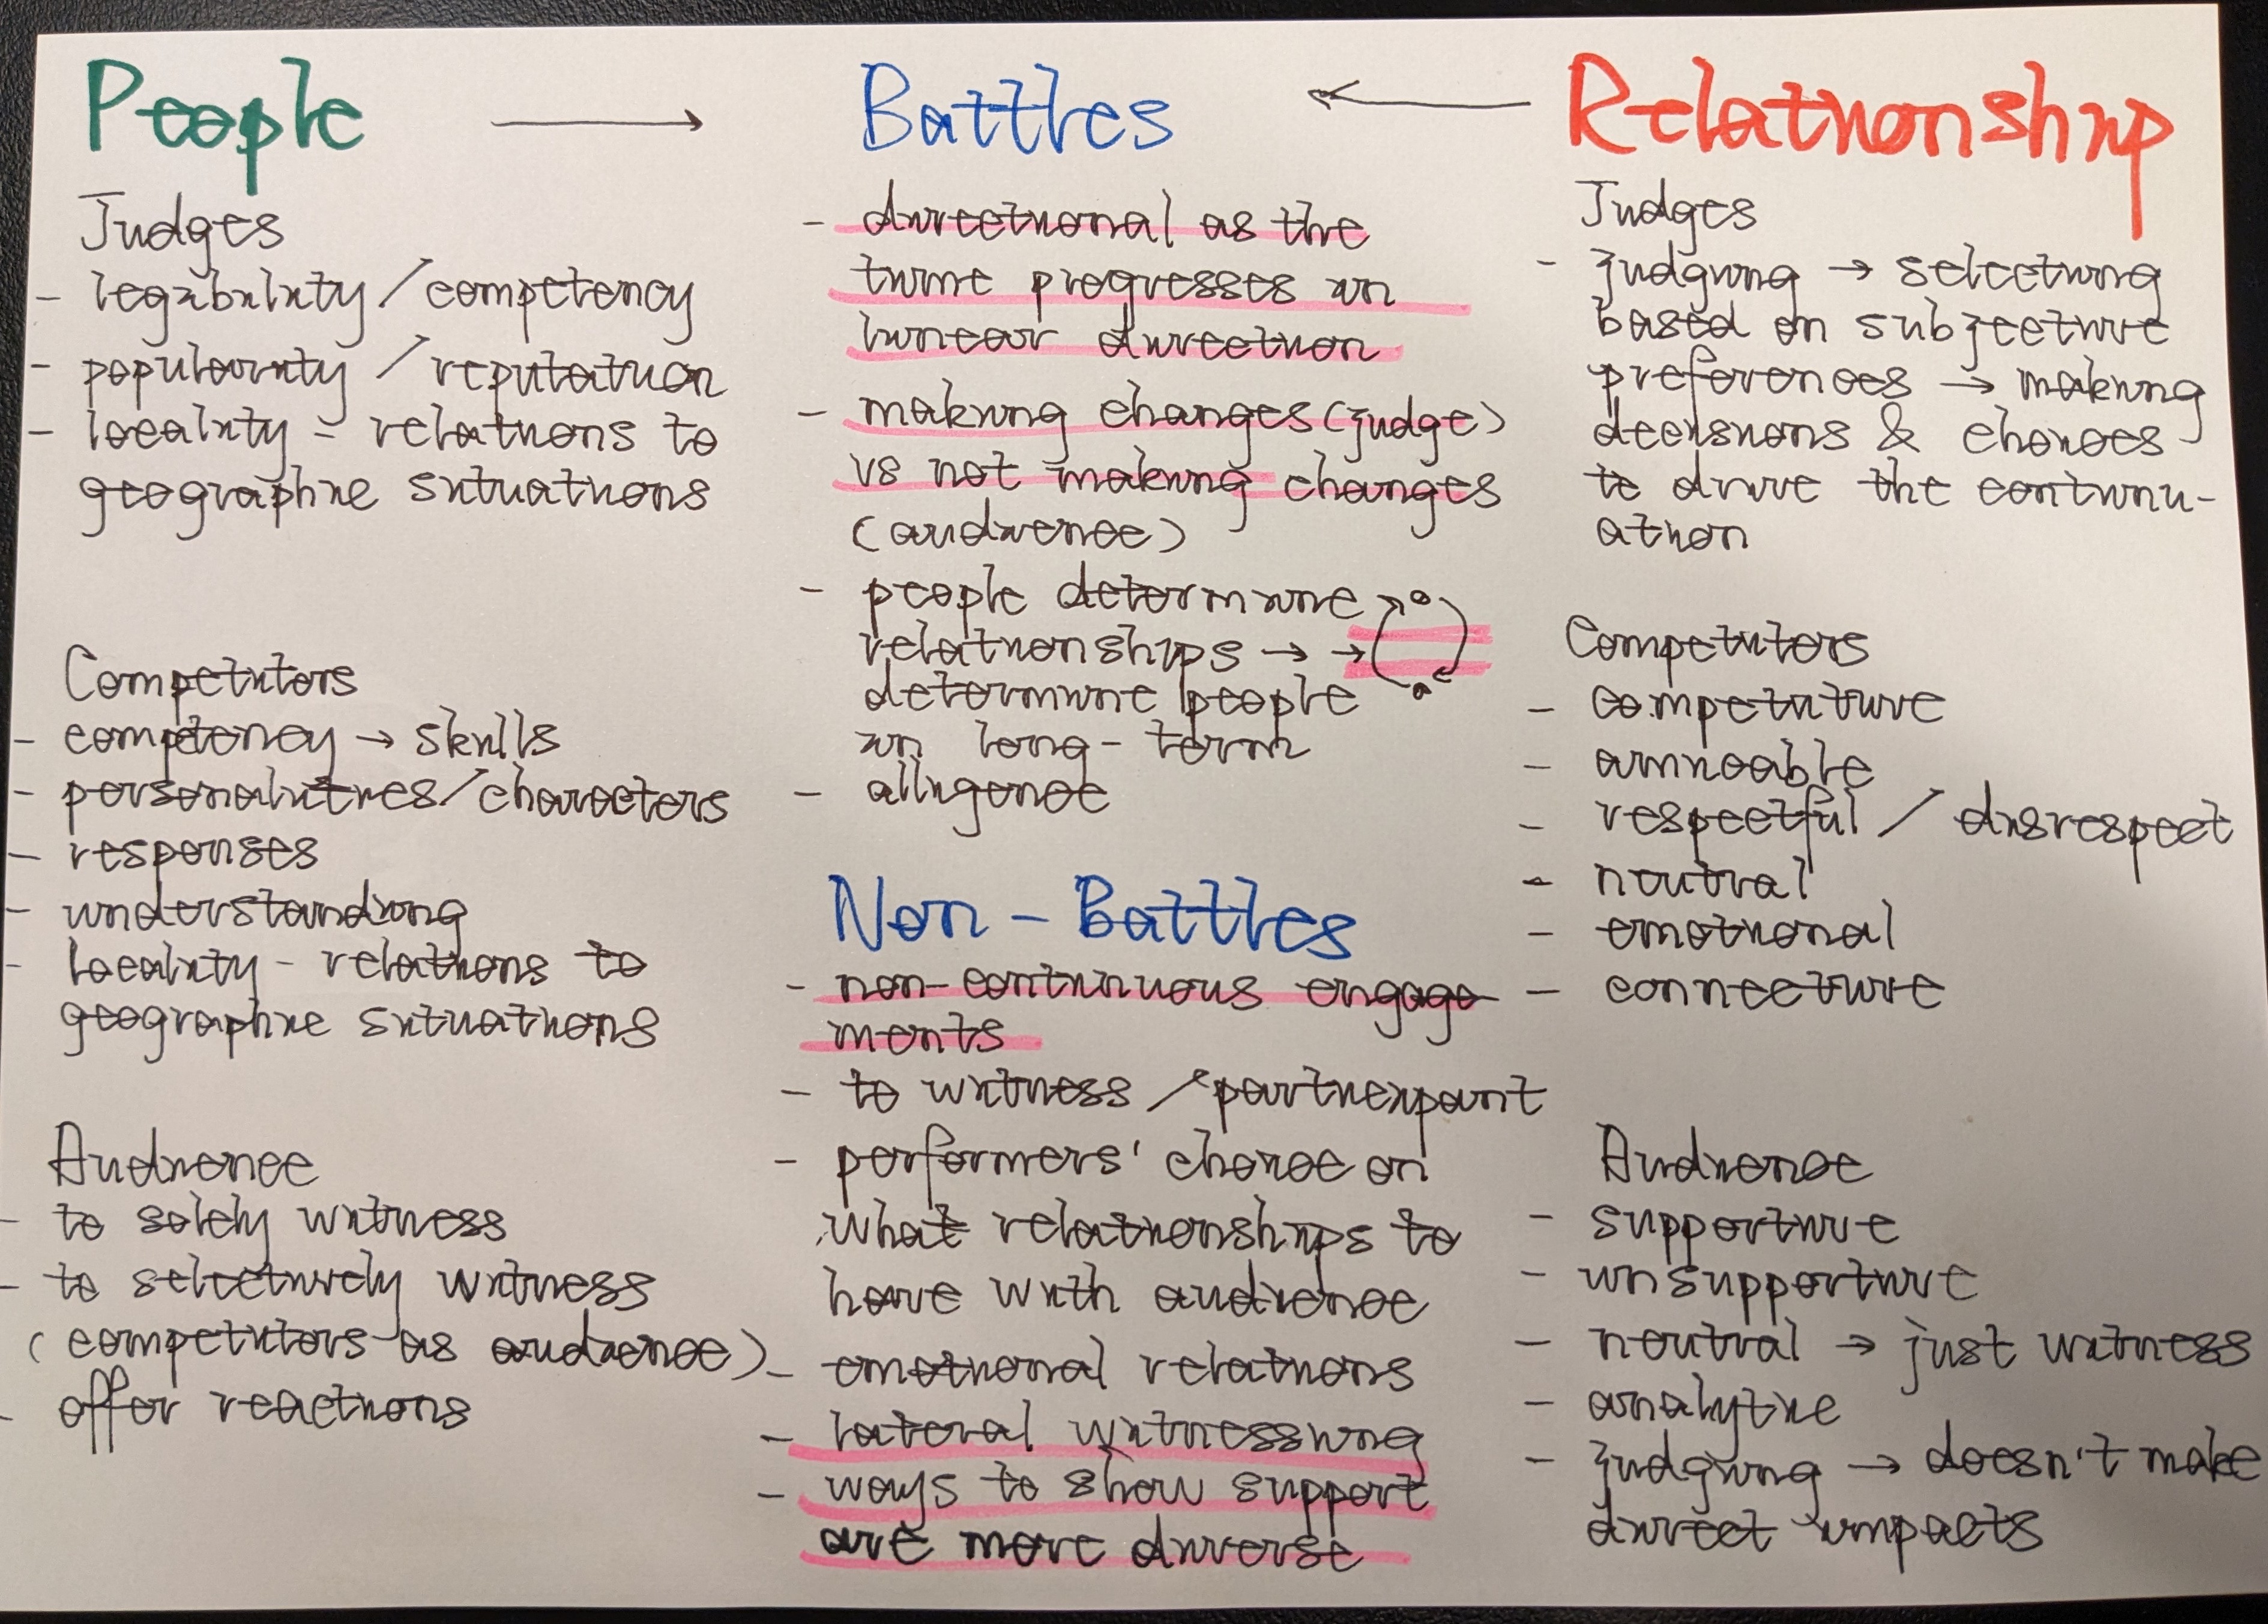 People → Battles ← Relationship
Judges
- legibility / competency
- popularity / reputation
- locality - relations to
geographic situations
Competitors
- competency → skills
- personalities/characters
- responses
- understanding
- locality - relations to
geographic situations
Audience
- to solely witness
- to selectively witness
(competitors as audience)
- offer reactions
- directional as the
time progresses in
linear direction
- making changes (judge)
vs not making changes
(audience)
- people determine
relationships → →
determine people
in long-term
- alligence
Non-Battles
- non-continuous engage
ments
- to witness / participant
- performers' choice on
what relationships to
have with audience
- emotional relations
- lateral witnessing
- ways to show support
are more diverse
Judges
- judging → selecting
based on subjective
preferences → making
decisions & choices
to drive the continu-
ation
Competitors
- competitive
- amicable
- respectful / disrespect
- neutral
- emotional
- connective
Audience
- supportive
- unsupportive
- neutral → just witness
- analytic
- judging → doesn't make
direct impacts